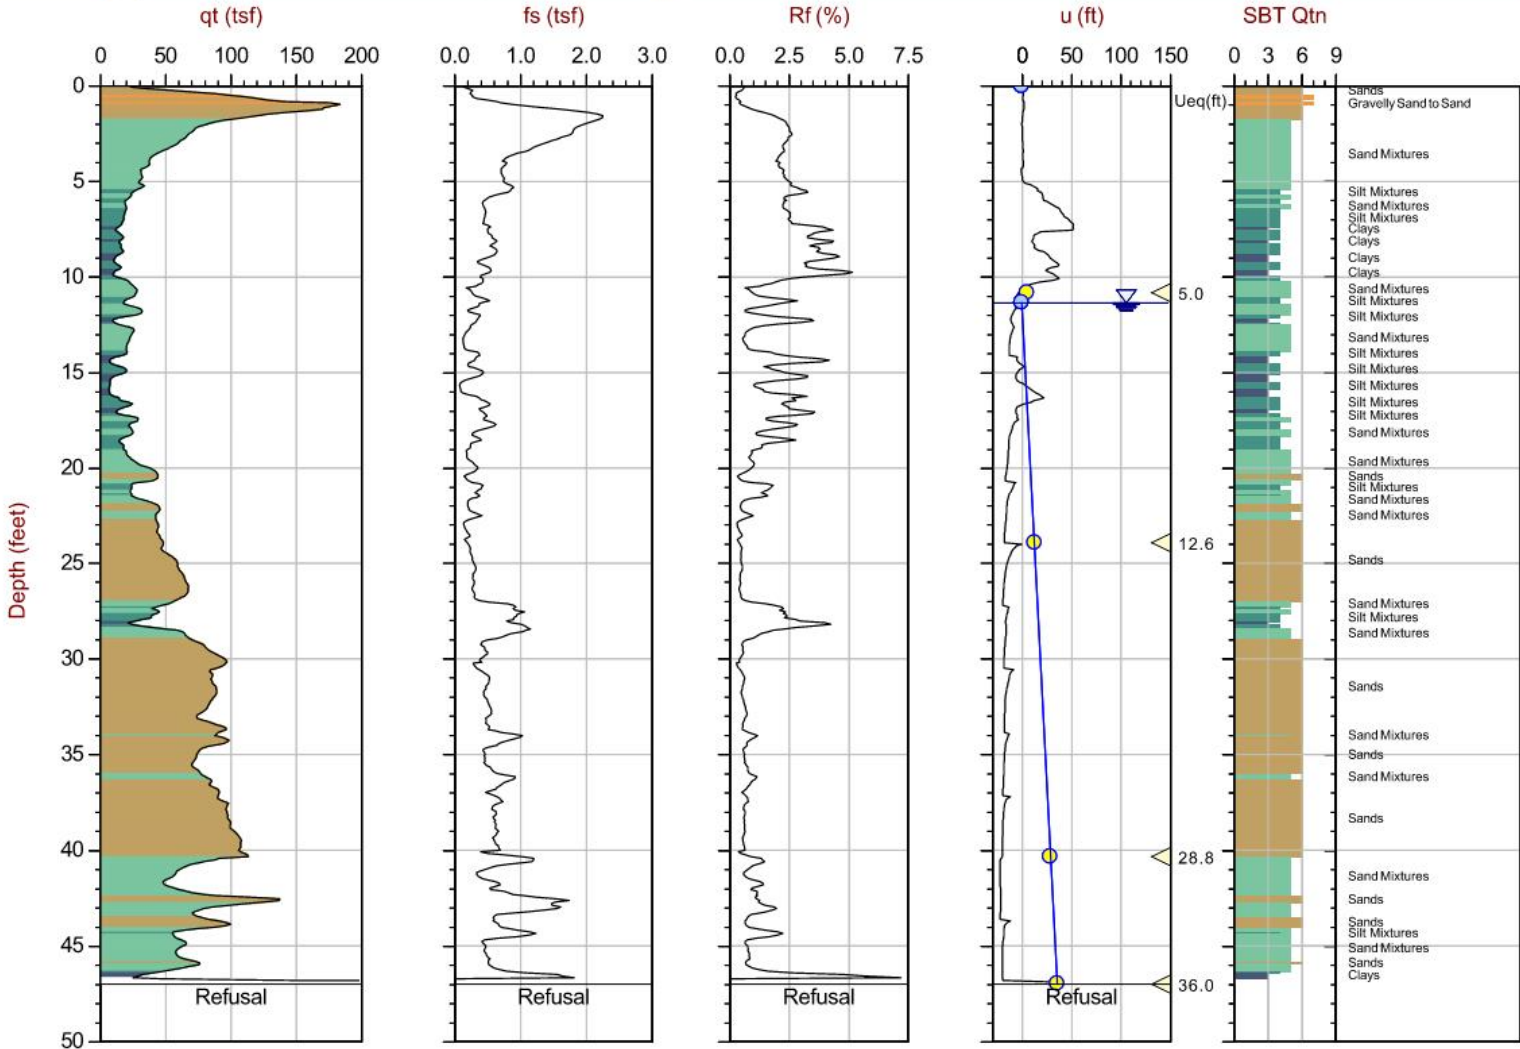 qt (tsf) fs (tsf) Rf (%) u (ft) SBT Qtn
0 50 100 150 200 0.0 1.0 2.0 3.0 0.0 2.5 5.0 7.5 0 50 100 150 0 3 6 9
0
Sands
Ueq(ft)
Gravelly Sand to Sand
Sand Mixtures
5
Silt Mixtures
Sand Mixtures
Silt Mixtures
Clays
Clays
Clays
Clays
10
Sand Mixtures
5.0
Silt Mixtures
Silt Mixtures
Sand Mixtures
Silt Mixtures
Silt Mixtures
15
Silt Mixtures
Silt Mixtures
Silt Mixtures
Sand Mixtures
Sand Mixtures
20
Sands
Silt Mixtures
Sand Mixtures
Sand Mixtures
12.6
Sands
25
Depth (feet)
Sand Mixtures
Silt Mixtures
Sand Mixtures
30
Sands
Sand Mixtures
35
Sands
Sand Mixtures
Sands
40
28.8
Sand Mixtures
Sands
Sands
Silt Mixtures
45
Sand Mixtures
Sands
Clays
36.0
Refusal Refusal Refusal Refusal
50